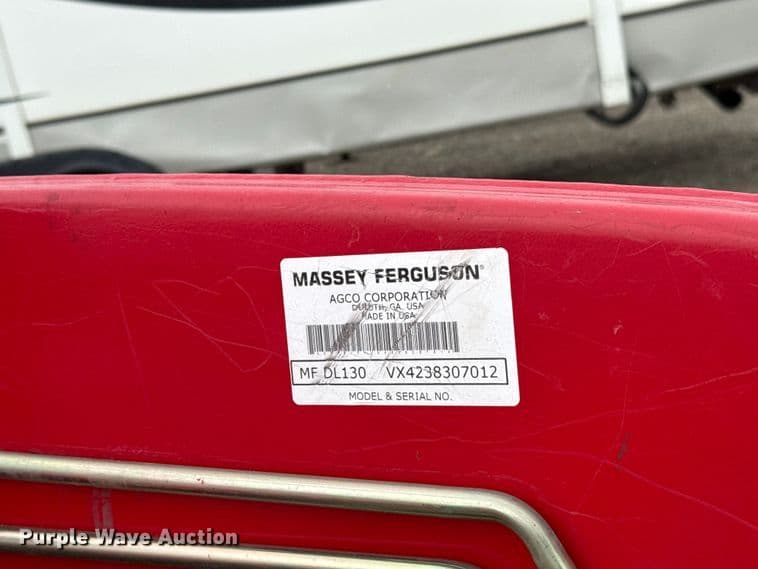 MASSEY FERGUSON®
AGCO CORPORATION
DULUTH, GA. USA
MADE IN USA
MF DL130 VX4238307012
MODEL & SERIAL NO.
Purple Wave Auction